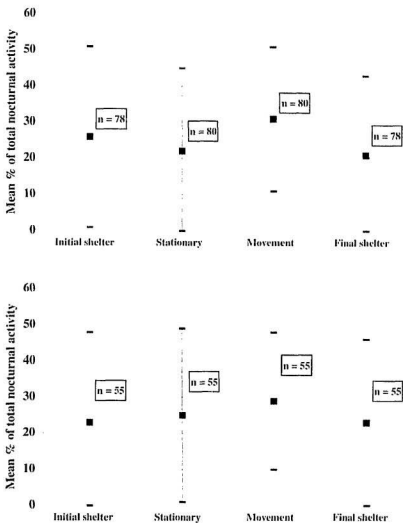 Mean % of total nocturnal activity
60
50
40
30
20
10
0
n = 78
n = 80
n = 80
n = 78
Initial shelter
Stationary
Movement
Final shelter
Mean % of total nocturnal activity
60
50
40
30
20
10
0
n = 55
n = 55
n = 55
n = 55
Initial shelter
Stationary
Movement
Final shelter